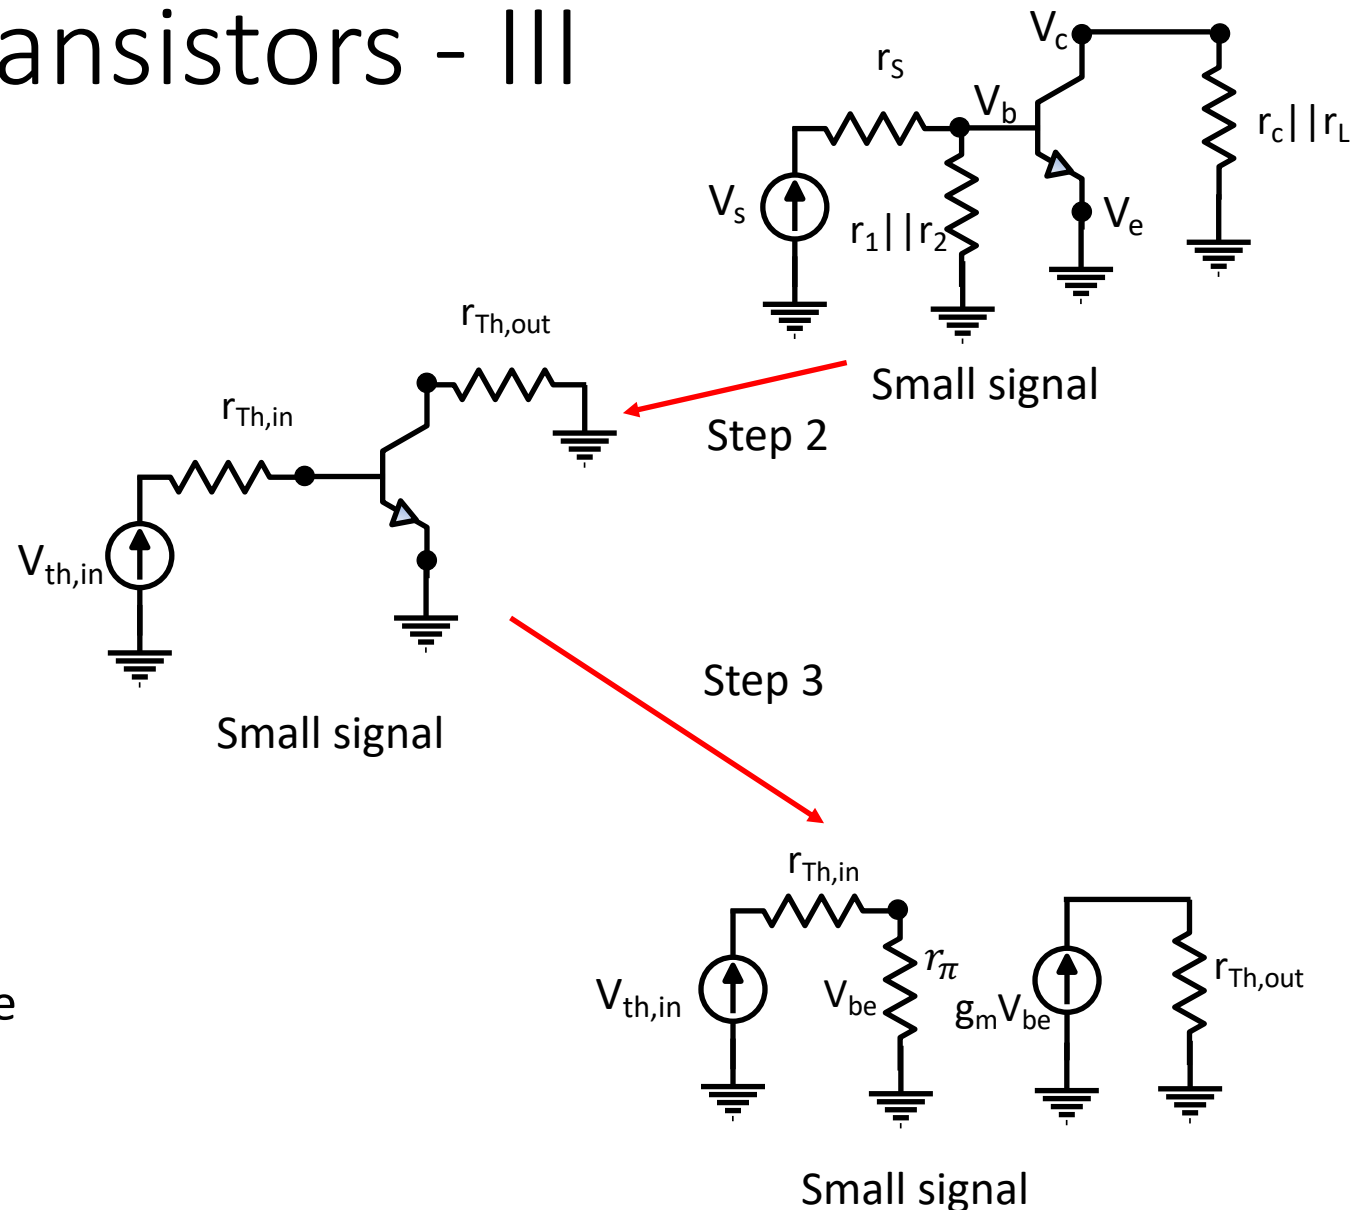 ansistors - III
V_c
r_S
V_b
r_c||r_L
V_s
r_1||r_2
V_e
Small signal
r_Th,out
r_Th,in
Step 2
V_th,in
Step 3
Small signal
r_Th,in
r_π
r_Th,out
V_th,in
V_be
g_mV_be
e
Small signal